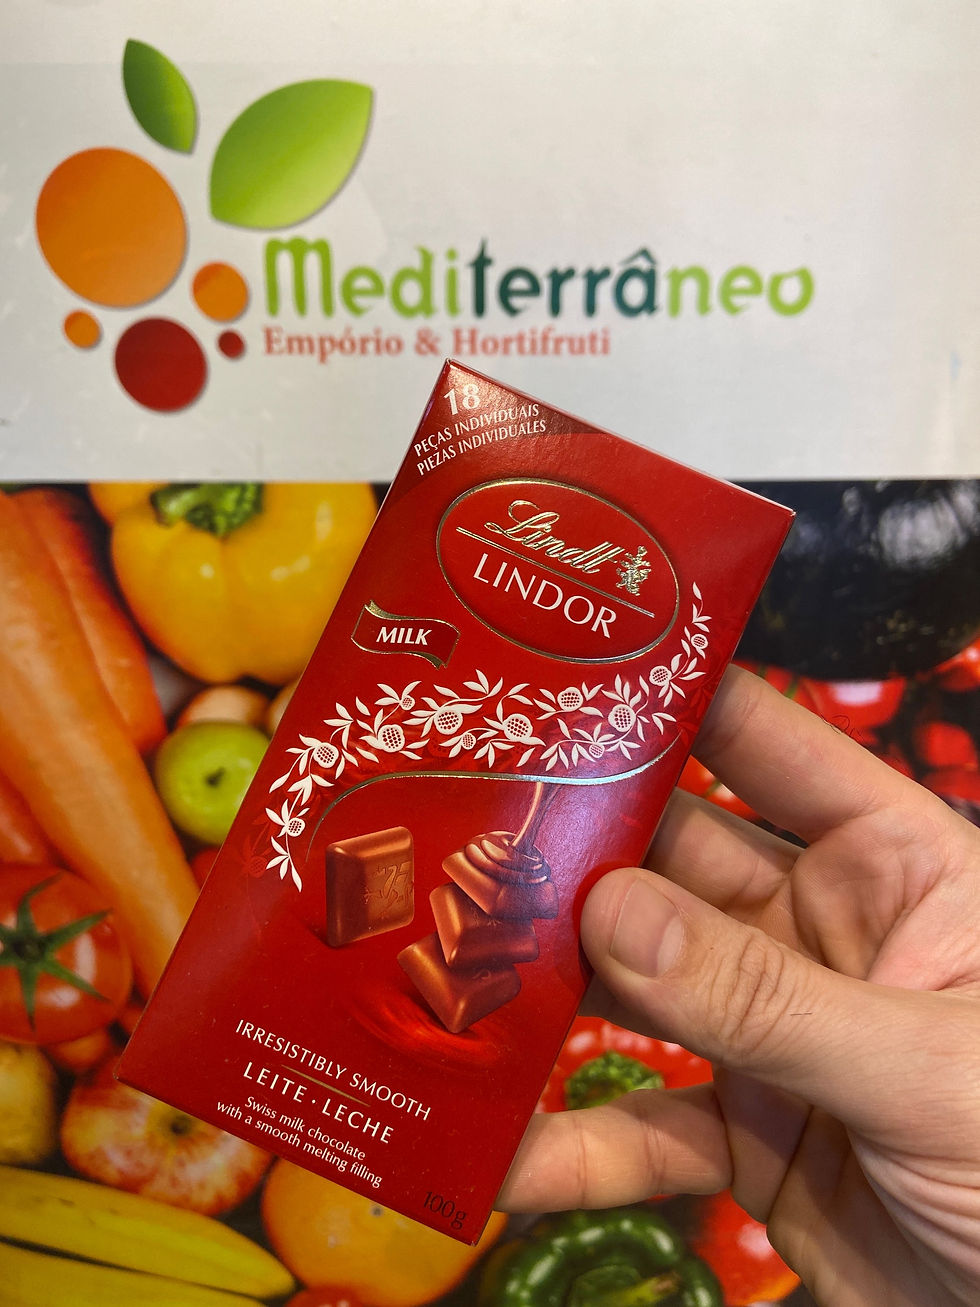 Mediterrâneo
Empório & Hortifruti
18
PEÇAS INDIVIDUAIS
PIEZAS INDIVIDUALES
Lindt
LINDOR
MILK
IRRESISTIBLY SMOOTH
LEITE · LECHE
Swiss milk chocolate
with a smooth melting filling
100g